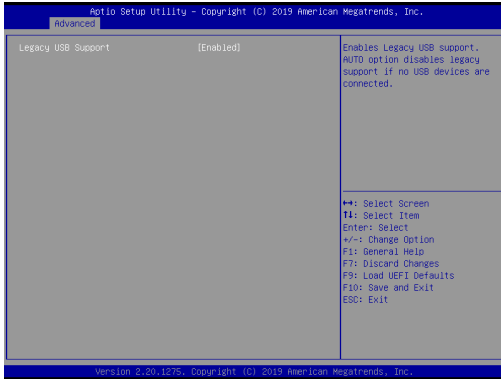 Aptio Setup Utility – Copyright (C) 2019 American Megatrends, Inc.
Advanced
Legacy USB Support [Enabled]
Enables Legacy USB support.
AUTO option disables legacy
support if no USB devices are
connected.
↔: Select Screen
↑↓: Select Item
Enter: Select
+/-: Change Option
F1: General Help
F7: Discard Changes
F9: Load UEFI Defaults
F10: Save and Exit
ESC: Exit
Version 2.20.1275. Copyright (C) 2019 American Megatrends, Inc.